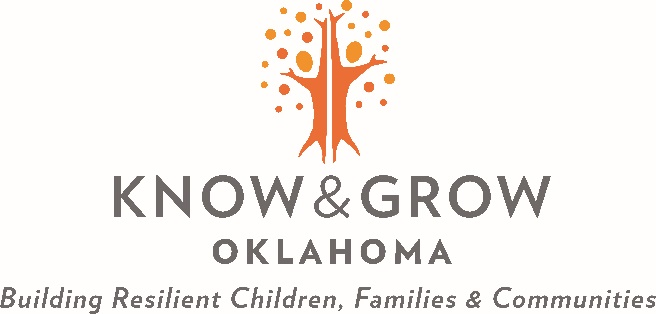 KNOW & GROW
OKLAHOMA
Building Resilient Children, Families & Communities